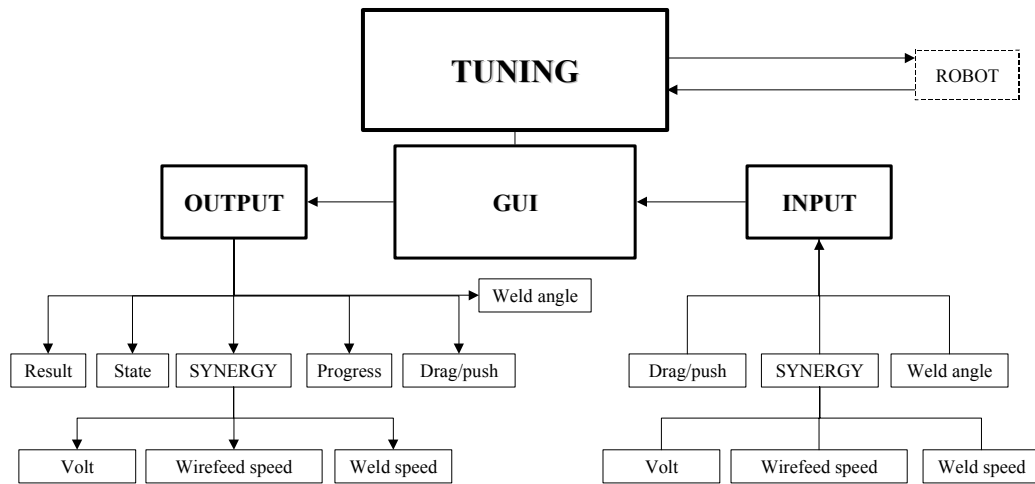 TUNING
ROBOT
OUTPUT
GUI
INPUT
Weld angle
Result
State
SYNERGY
Progress
Drag/push
Drag/push
SYNERGY
Weld angle
Volt
Wirefeed speed
Weld speed
Volt
Wirefeed speed
Weld speed